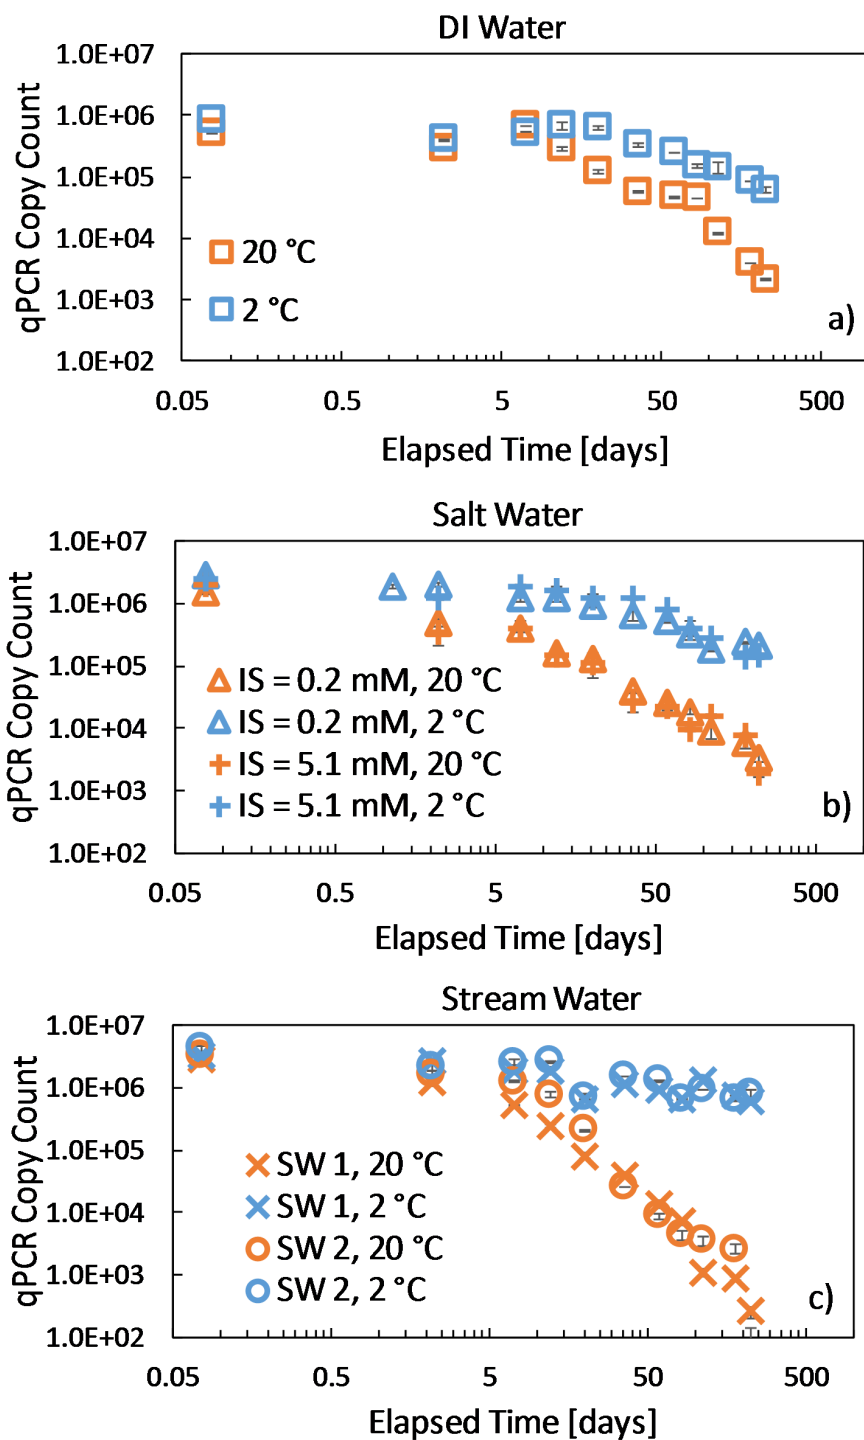 DI Water
1.0E+07
1.0E+06
1.0E+05
1.0E+04
1.0E+03
1.0E+02
qPCR Copy Count
20 °C
2 °C
a)
0.05 0.5 5 50 500
Elapsed Time [days]
Salt Water
1.0E+07
1.0E+06
1.0E+05
1.0E+04
1.0E+03
1.0E+02
qPCR Copy Count
IS = 0.2 mM, 20 °C
IS = 0.2 mM, 2 °C
IS = 5.1 mM, 20 °C
IS = 5.1 mM, 2 °C
b)
0.05 0.5 5 50 500
Elapsed Time [days]
Stream Water
1.0E+07
1.0E+06
1.0E+05
1.0E+04
1.0E+03
1.0E+02
qPCR Copy Count
SW 1, 20 °C
SW 1, 2 °C
SW 2, 20 °C
SW 2, 2 °C
c)
0.05 0.5 5 50 500
Elapsed Time [days]